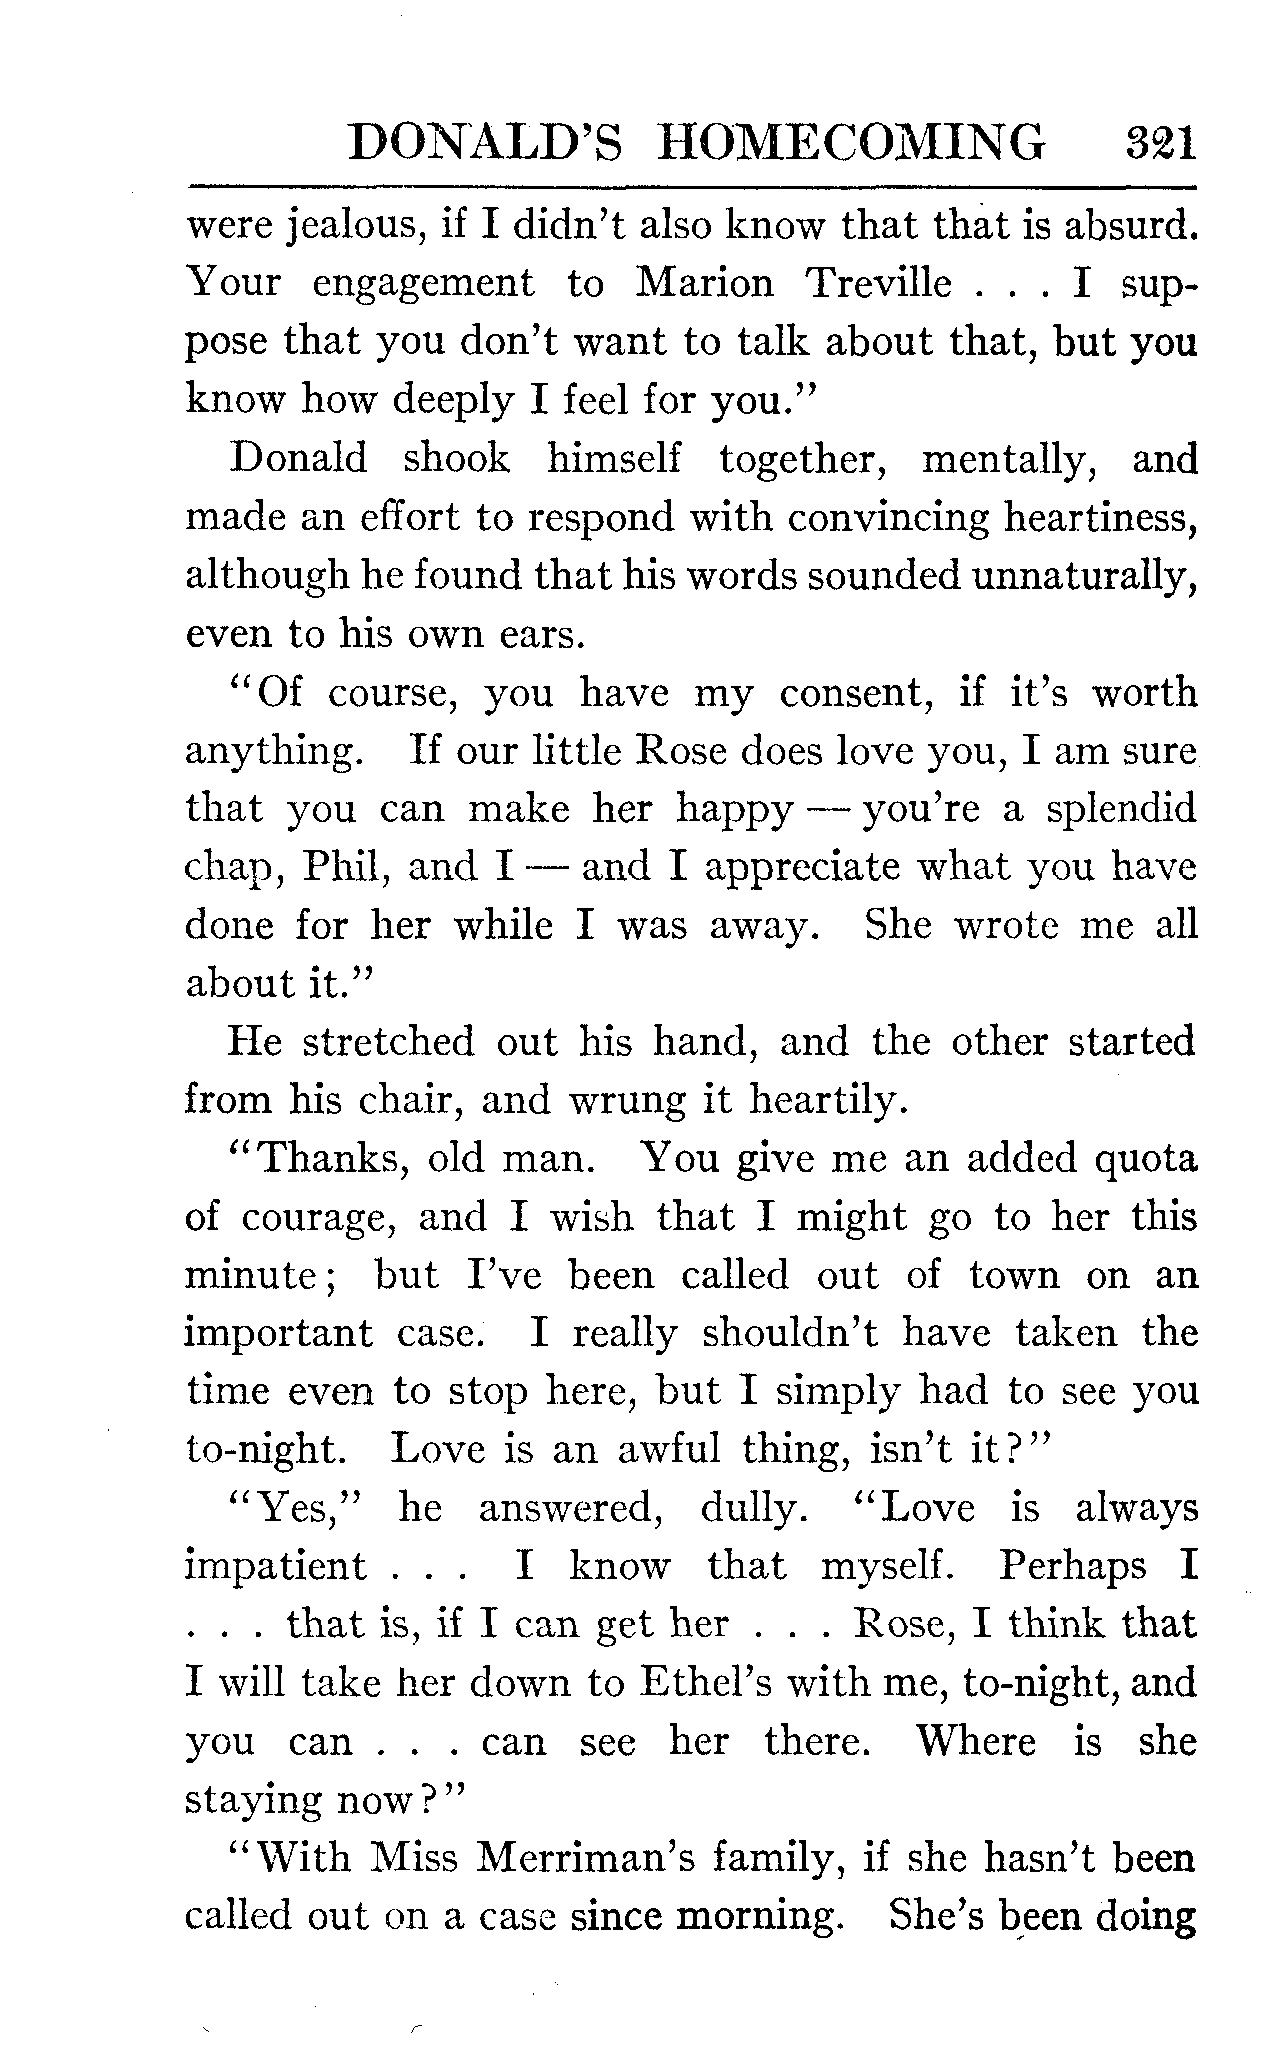 DONALD'S HOMECOMING 321
were jealous, if I didn't also know that that is absurd.
Your engagement to Marion Treville . . . I sup-
pose that you don't want to talk about that, but you
know how deeply I feel for you."
Donald shook himself together, mentally, and
made an effort to respond with convincing heartiness,
although he found that his words sounded unnaturally,
even to his own ears.
"Of course, you have my consent, if it's worth
anything. If our little Rose does love you, I am sure
that you can make her happy — you're a splendid
chap, Phil, and I — and I appreciate what you have
done for her while I was away. She wrote me all
about it."
He stretched out his hand, and the other started
from his chair, and wrung it heartily.
"Thanks, old man. You give me an added quota
of courage, and I wish that I might go to her this
minute; but I've been called out of town on an
important case. I really shouldn't have taken the
time even to stop here, but I simply had to see you
to-night. Love is an awful thing, isn't it?"
"Yes," he answered, dully. "Love is always
impatient . . . I know that myself. Perhaps I
. . . that is, if I can get her . . . Rose, I think that
I will take her down to Ethel's with me, to-night, and
you can . . . can see her there. Where is she
staying now?"
"With Miss Merriman's family, if she hasn't been
called out on a case since morning. She's been doing